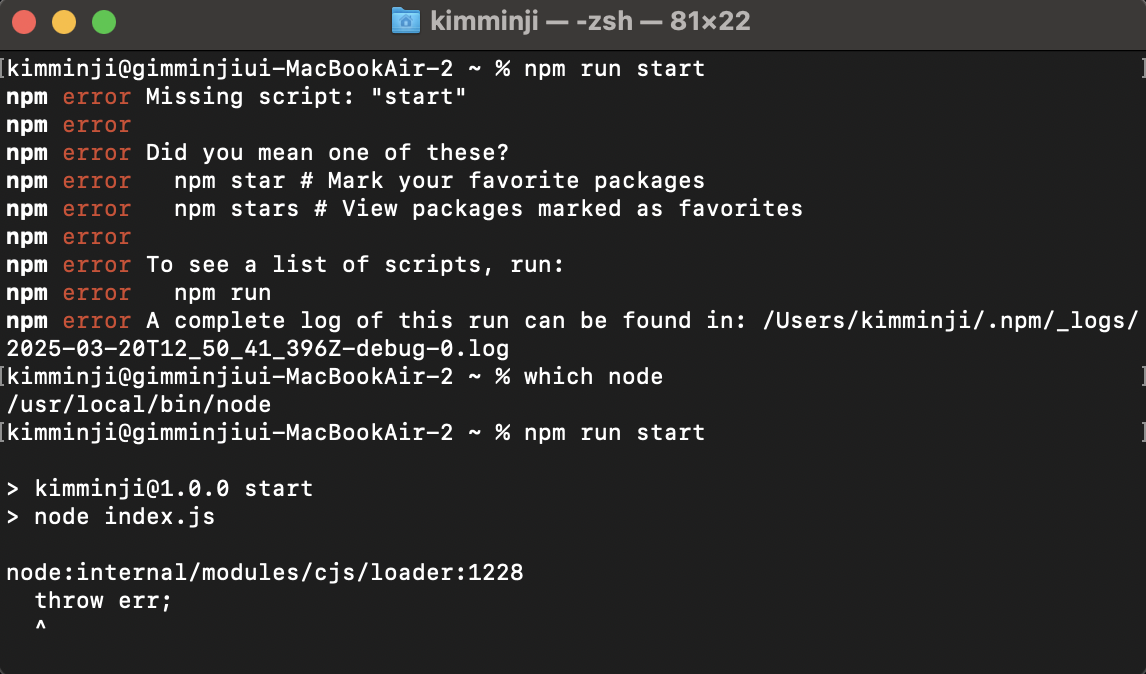 kimminji — -zsh — 81×22
[kimminji@gimminjiui-MacBookAir-2 ~ % npm run start ]
npm error Missing script: "start"
npm error
npm error Did you mean one of these?
npm error   npm star # Mark your favorite packages
npm error   npm stars # View packages marked as favorites
npm error
npm error To see a list of scripts, run:
npm error   npm run
npm error A complete log of this run can be found in: /Users/kimminji/.npm/_logs/
2025-03-20T12_50_41_396Z-debug-0.log
[kimminji@gimminjiui-MacBookAir-2 ~ % which node ]
/usr/local/bin/node
[kimminji@gimminjiui-MacBookAir-2 ~ % npm run start ]
> kimminji@1.0.0 start
> node index.js
node:internal/modules/cjs/loader:1228
  throw err;
  ^